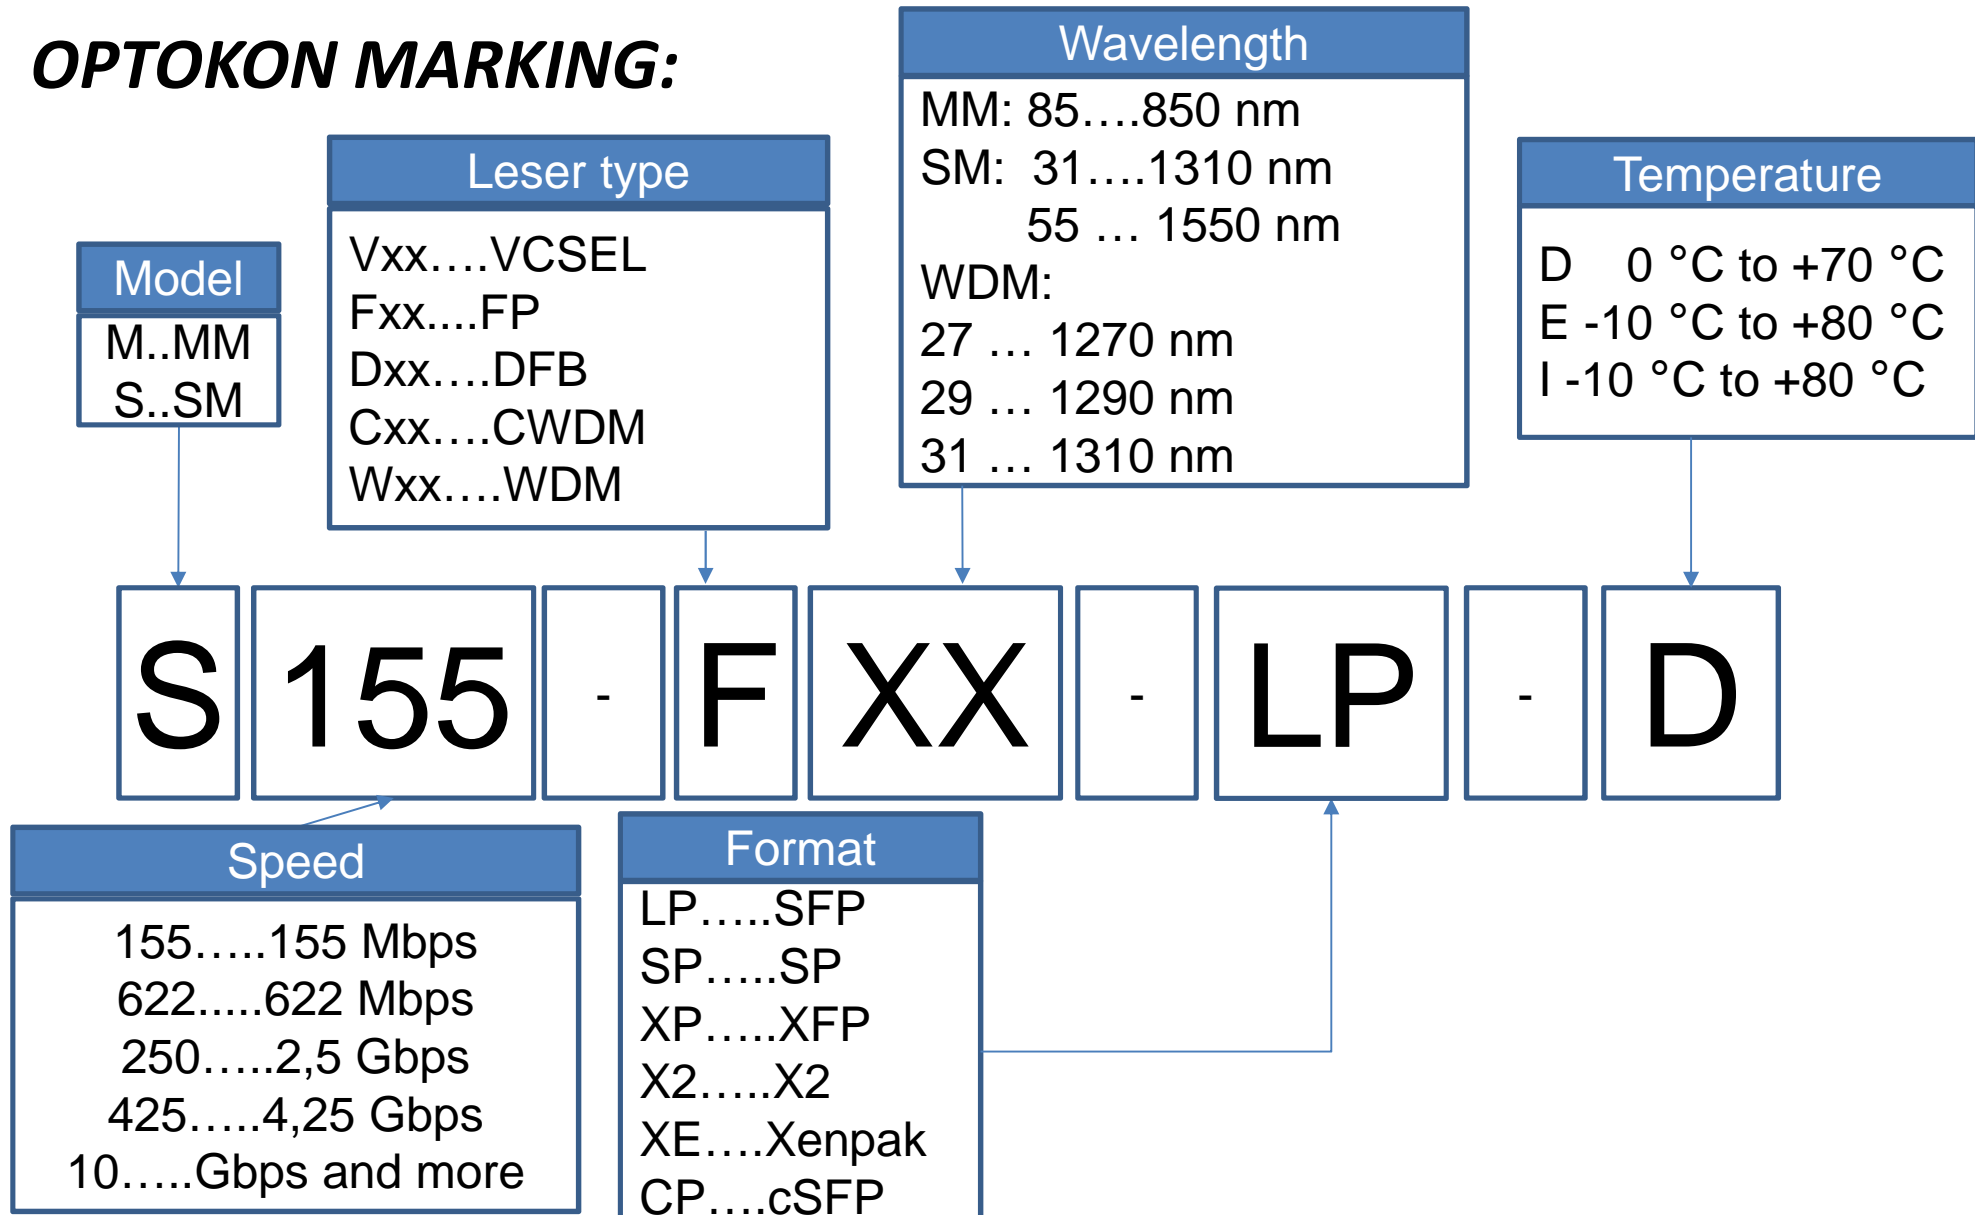 OPTOKON MARKING:
Model
M..MM
S..SM
Leser type
Vxx….VCSEL
Fxx....FP
Dxx….DFB
Cxx….CWDM
Wxx….WDM
Wavelength
MM: 85….850 nm
SM: 31….1310 nm
55 … 1550 nm
WDM:
27 … 1270 nm
29 … 1290 nm
31 … 1310 nm
Temperature
D 0 °C to +70 °C
E -10 °C to +80 °C
I -10 °C to +80 °C
S 155 - F XX - LP - D
Speed
155…..155 Mbps
622.....622 Mbps
250…..2,5 Gbps
425…..4,25 Gbps
10…..Gbps and more
Format
LP…..SFP
SP…..SP
XP…..XFP
X2…..X2
XE….Xenpak
CP….cSFP